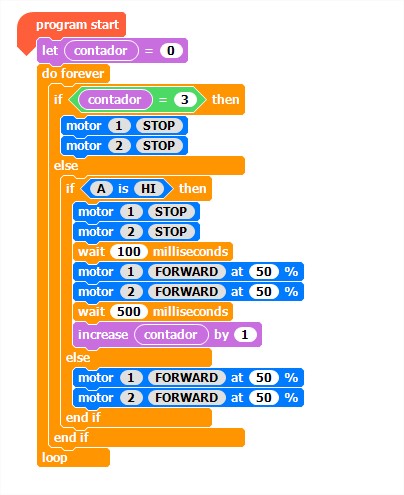 program start
let contador = 0
do forever
if contador = 3 then
motor 1 STOP
motor 2 STOP
else
if A is HI then
motor 1 STOP
motor 2 STOP
wait 100 milliseconds
motor 1 FORWARD at 50 %
motor 2 FORWARD at 50 %
wait 500 milliseconds
increase contador by 1
else
motor 1 FORWARD at 50 %
motor 2 FORWARD at 50 %
end if
end if
loop